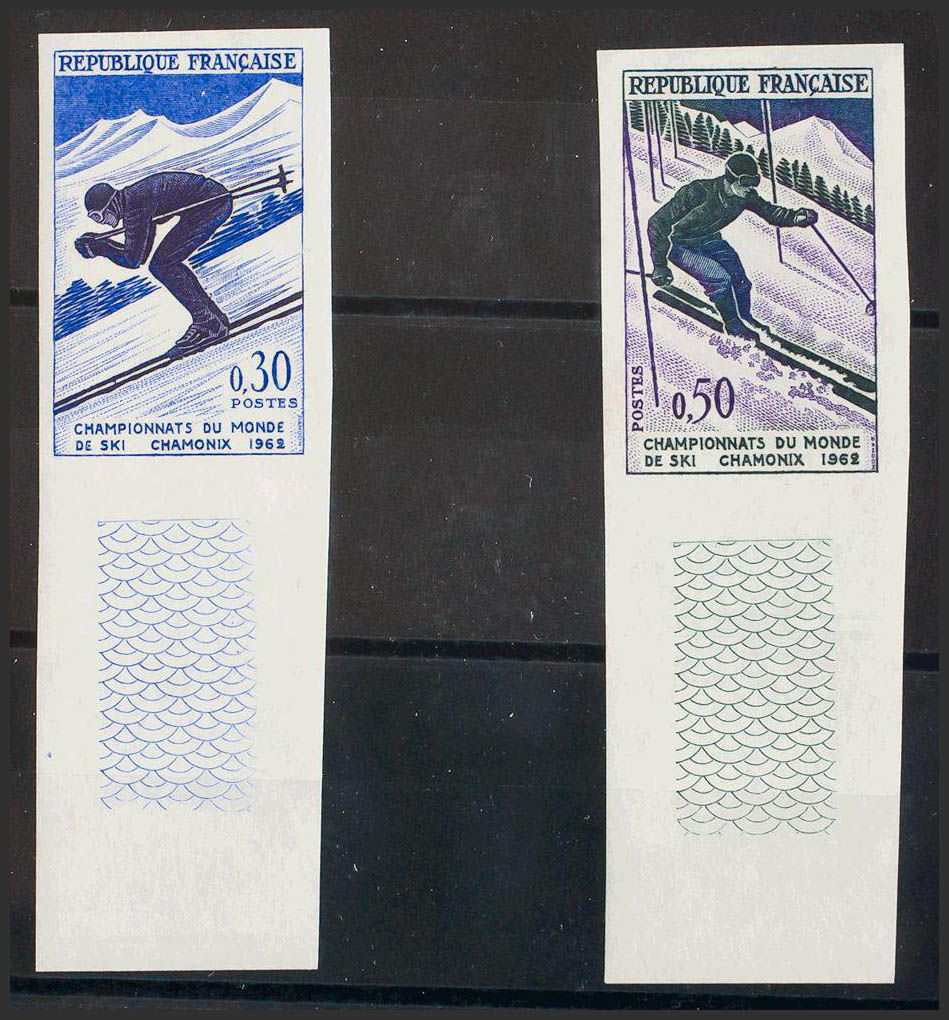 REPUBLIQUE FRANÇAISE
0,30
POSTES
CHAMPIONNATS DU MONDE
DE SKI CHAMONIX 1962
REPUBLIQUE FRANÇAISE
POSTES
0,50
CHAMPIONNATS DU MONDE
DE SKI CHAMONIX 1962